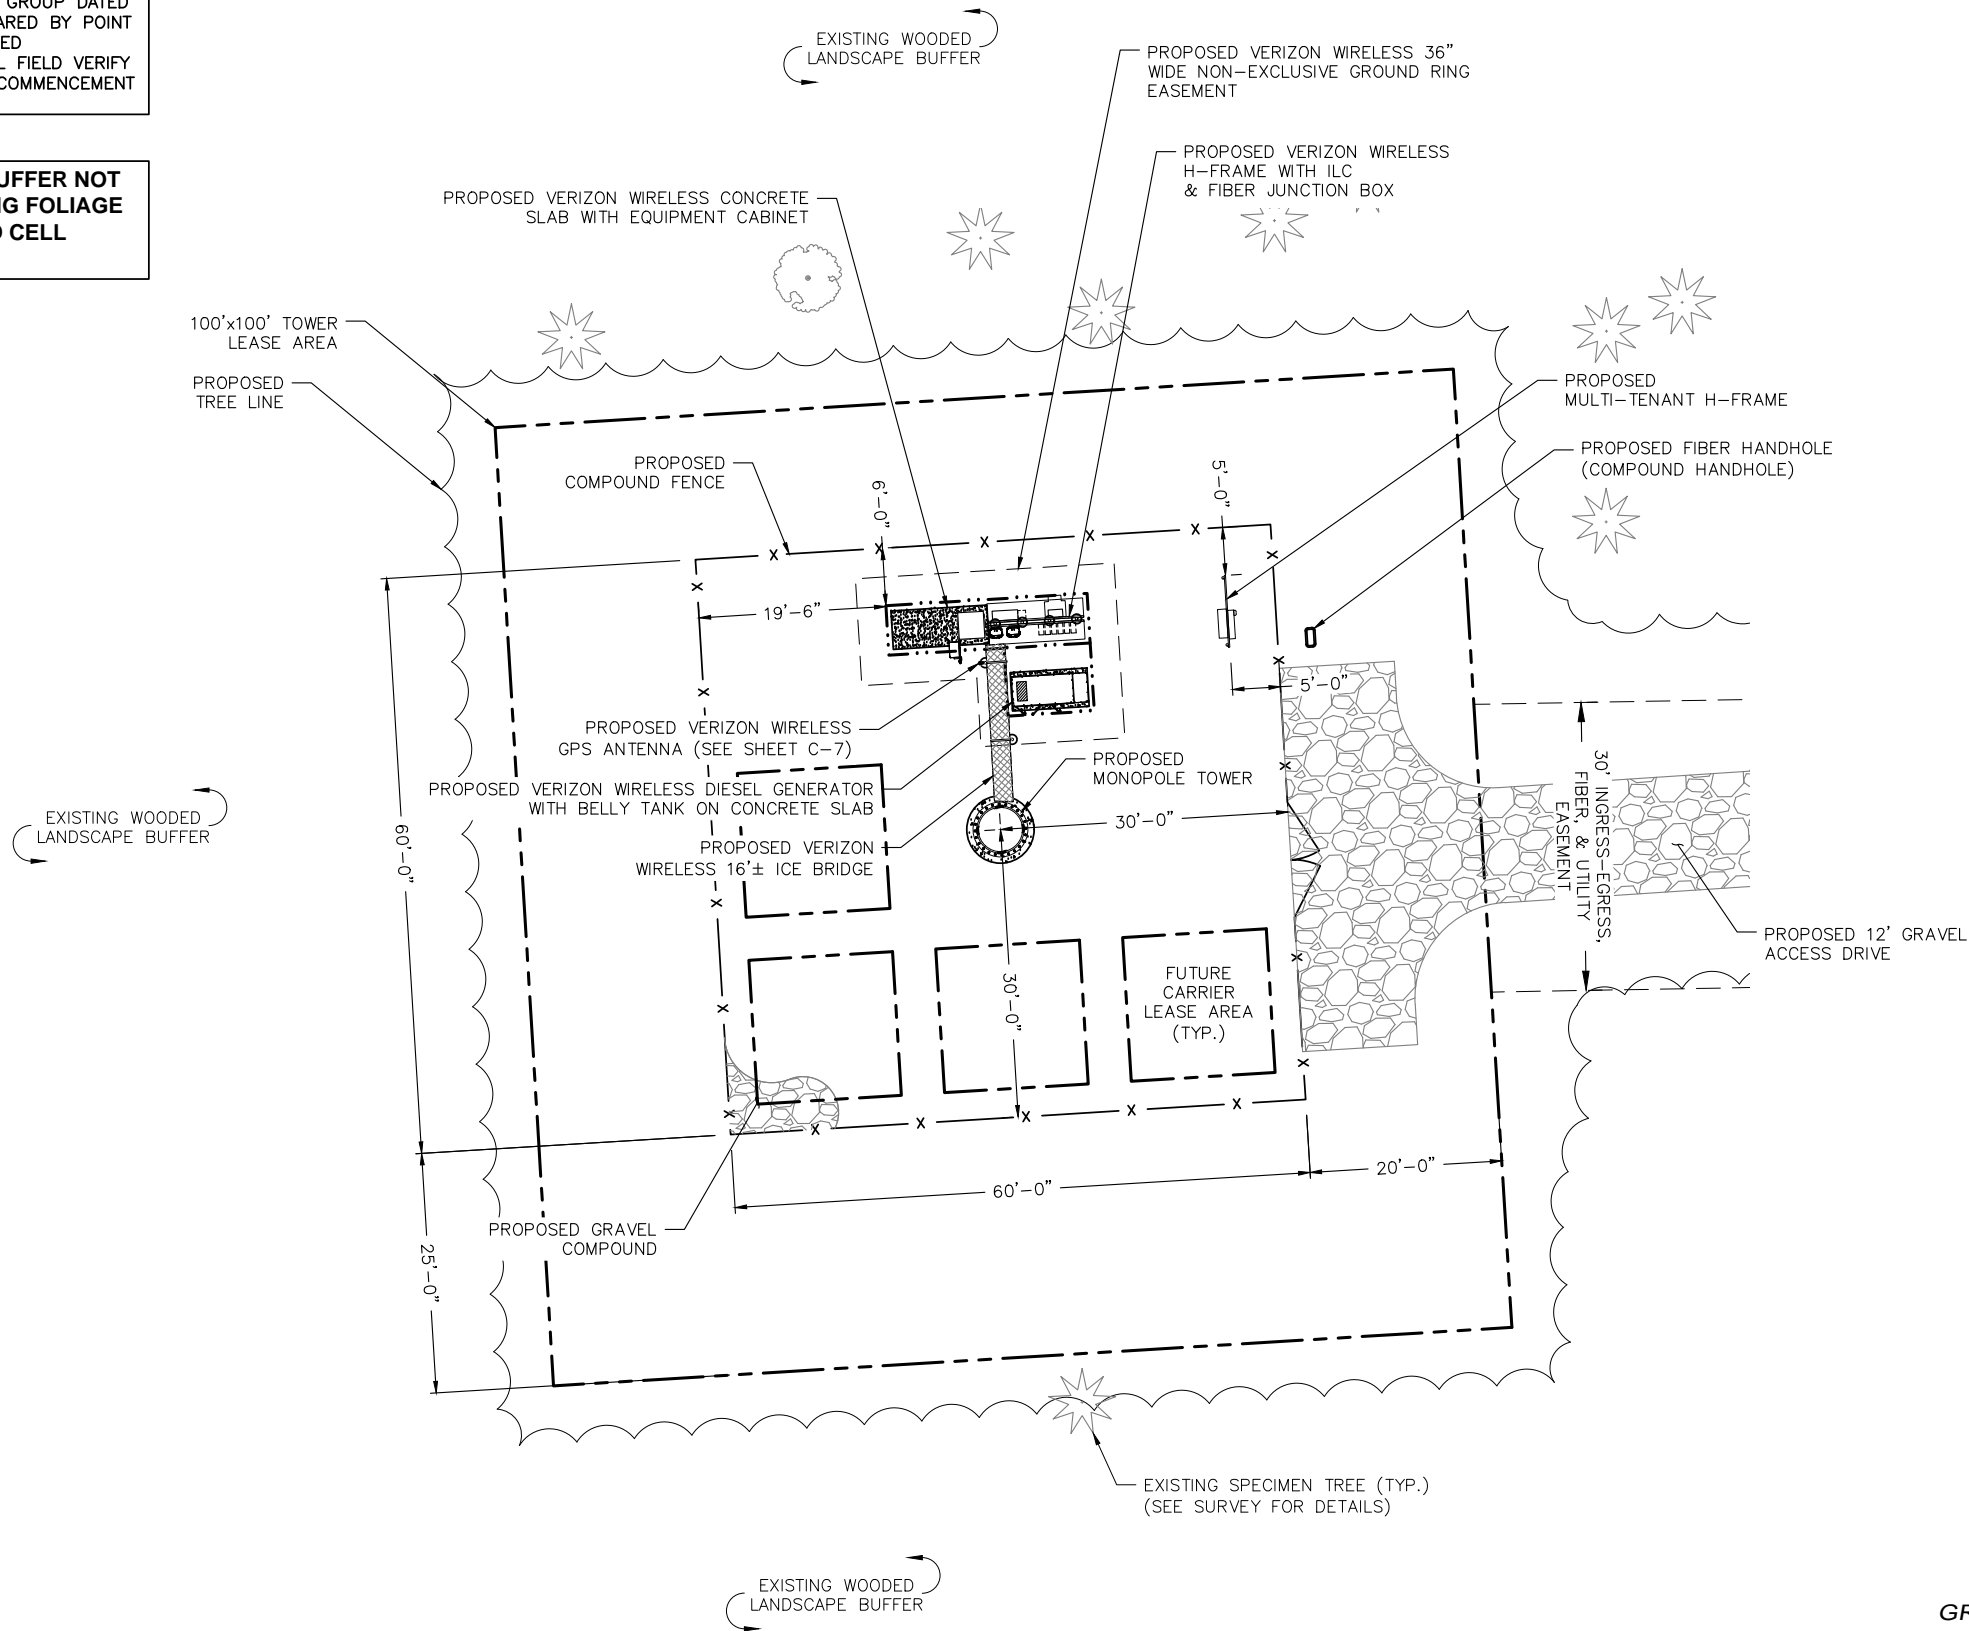 GROUP DATED
ARED BY POINT
ED
FIELD VERIFY
COMMENCEMENT
UFFER NOT
NG FOLIAGE
CELL
EXISTING WOODED
LANDSCAPE BUFFER
PROPOSED VERIZON WIRELESS 36"
WIDE NON-EXCLUSIVE GROUND RING
EASEMENT
PROPOSED VERIZON WIRELESS
H-FRAME WITH ILC
& FIBER JUNCTION BOX
PROPOSED VERIZON WIRELESS CONCRETE
SLAB WITH EQUIPMENT CABINET
100'x100' TOWER
LEASE AREA
PROPOSED
TREE LINE
PROPOSED
MULTI-TENANT H-FRAME
PROPOSED FIBER HANDHOLE
(COMPOUND HANDHOLE)
PROPOSED
COMPOUND FENCE
6'-0"
5'-0"
19'-6"
5'-0"
PROPOSED VERIZON WIRELESS
GPS ANTENNA (SEE SHEET C-7)
PROPOSED VERIZON WIRELESS DIESEL GENERATOR
WITH BELLY TANK ON CONCRETE SLAB
PROPOSED
MONOPOLE TOWER
PROPOSED VERIZON
WIRELESS 16'± ICE BRIDGE
30'-0"
30' INGRESS-EGRESS,
FIBER, & UTILITY
EASEMENT
EXISTING WOODED
LANDSCAPE BUFFER
60'-0"
PROPOSED 12' GRAVEL
ACCESS DRIVE
30'-0"
FUTURE
CARRIER
LEASE AREA
(TYP.)
20'-0"
60'-0"
PROPOSED GRAVEL
COMPOUND
25'-0"
EXISTING SPECIMEN TREE (TYP.)
(SEE SURVEY FOR DETAILS)
EXISTING WOODED
LANDSCAPE BUFFER
GR